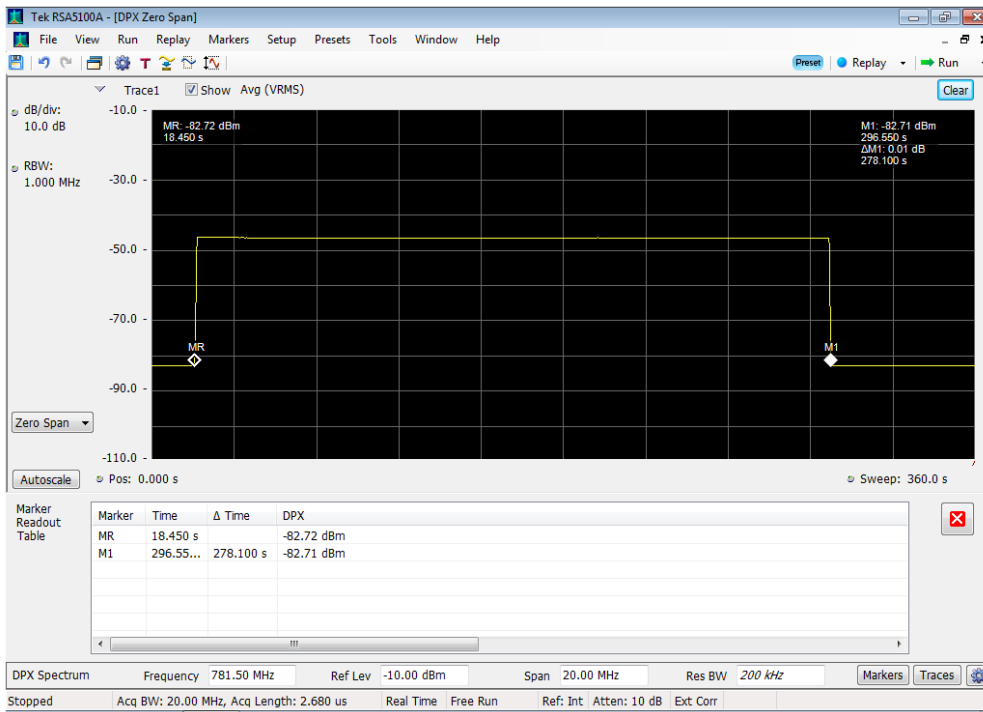 Tek RSA5100A - [DPX Zero Span]
File View Run Replay Markers Setup Presets Tools Window Help
T Preset Replay Run
Trace1 Show Avg (VRMS) Clear
dB/div:
10.0 dB
RBW:
1.000 MHz
-10.0
-30.0
-50.0
-70.0
-90.0
-110.0
MR: -82.72 dBm
18.450 s
M1: -82.71 dBm
296.550 s
ΔM1: 0.01 dB
278.100 s
MR
M1
Zero Span
Autoscale Pos: 0.000 s Sweep: 360.0 s
Marker
Readout
Table
Marker Time Δ Time DPX
MR 18.450 s -82.72 dBm
M1 296.55... 278.100 s -82.71 dBm
DPX Spectrum Frequency 781.50 MHz Ref Lev -10.00 dBm Span 20.00 MHz Res BW 200 kHz Markers Traces
Stopped Acq BW: 20.00 MHz, Acq Length: 2.680 us Real Time Free Run Ref: Int Atten: 10 dB Ext Corr